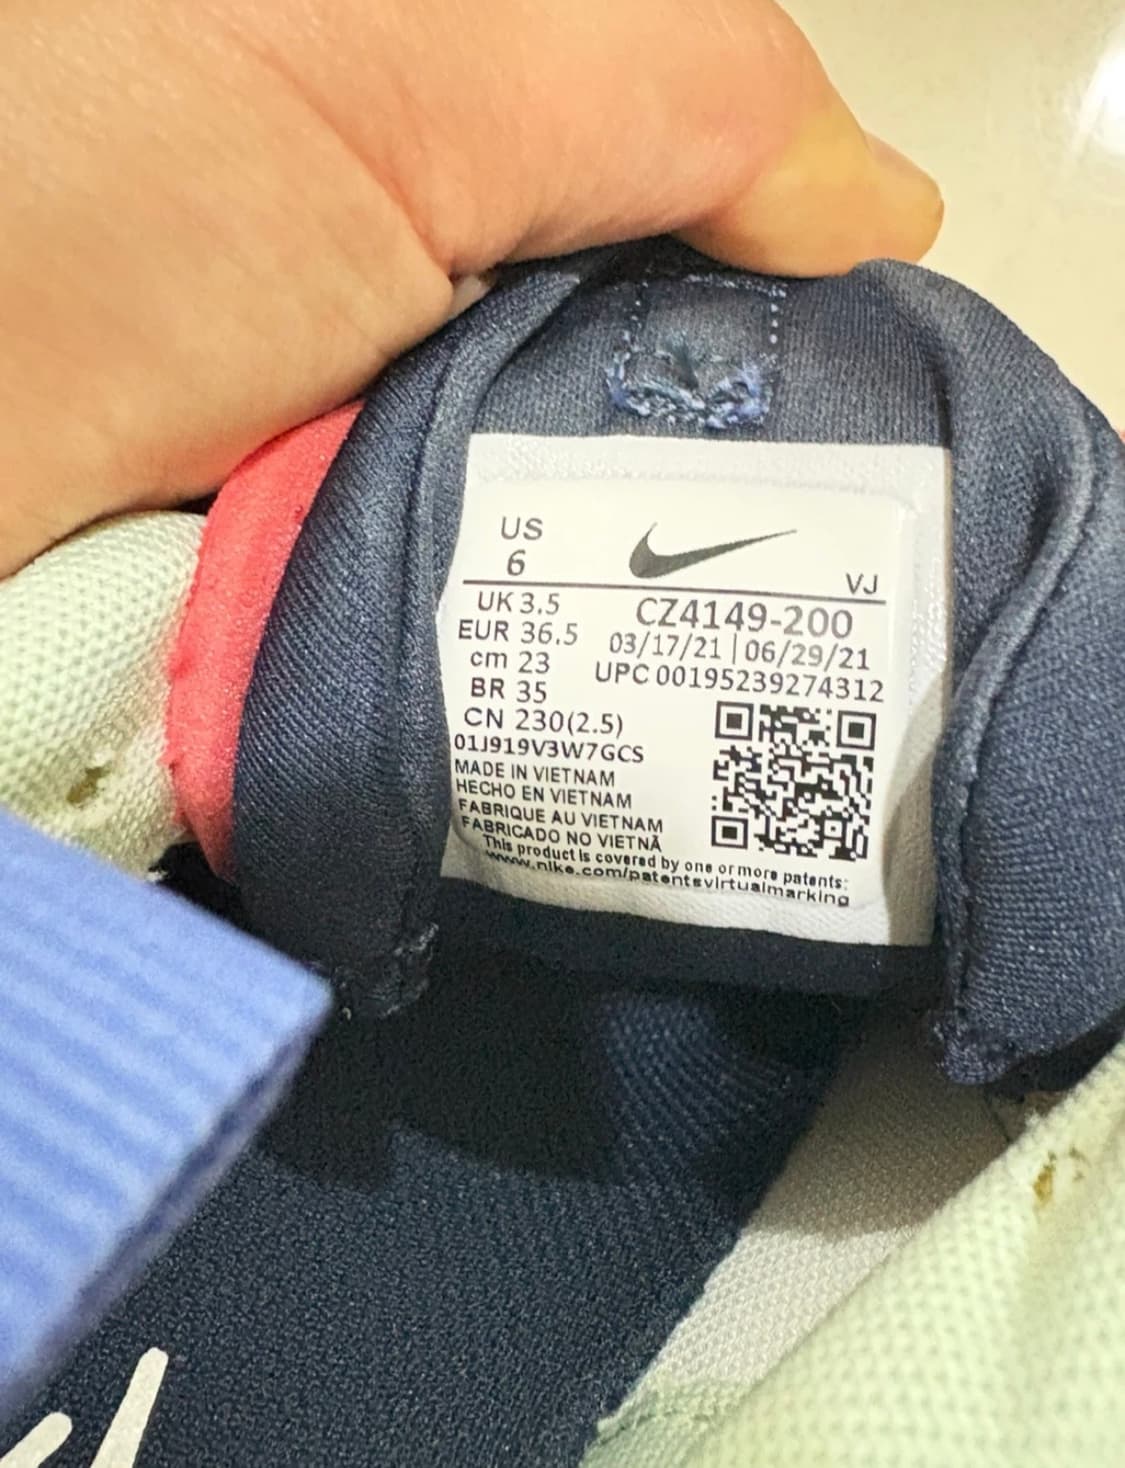 US
6
VJ
UK 3.5
CZ4149-200
EUR 36.5
03/17/21 | 06/29/21
cm 23
UPC 00195239274312
BR 35
CN 230(2.5)
01J919V3W7GCS
MADE IN VIETNAM
HECHO EN VIETNAM
FABRIQUE AU VIETNAM
FABRICADO NO VIETNÃ
This product is covered by one or more patents:
www.nike.com/patentsvirtualmarking